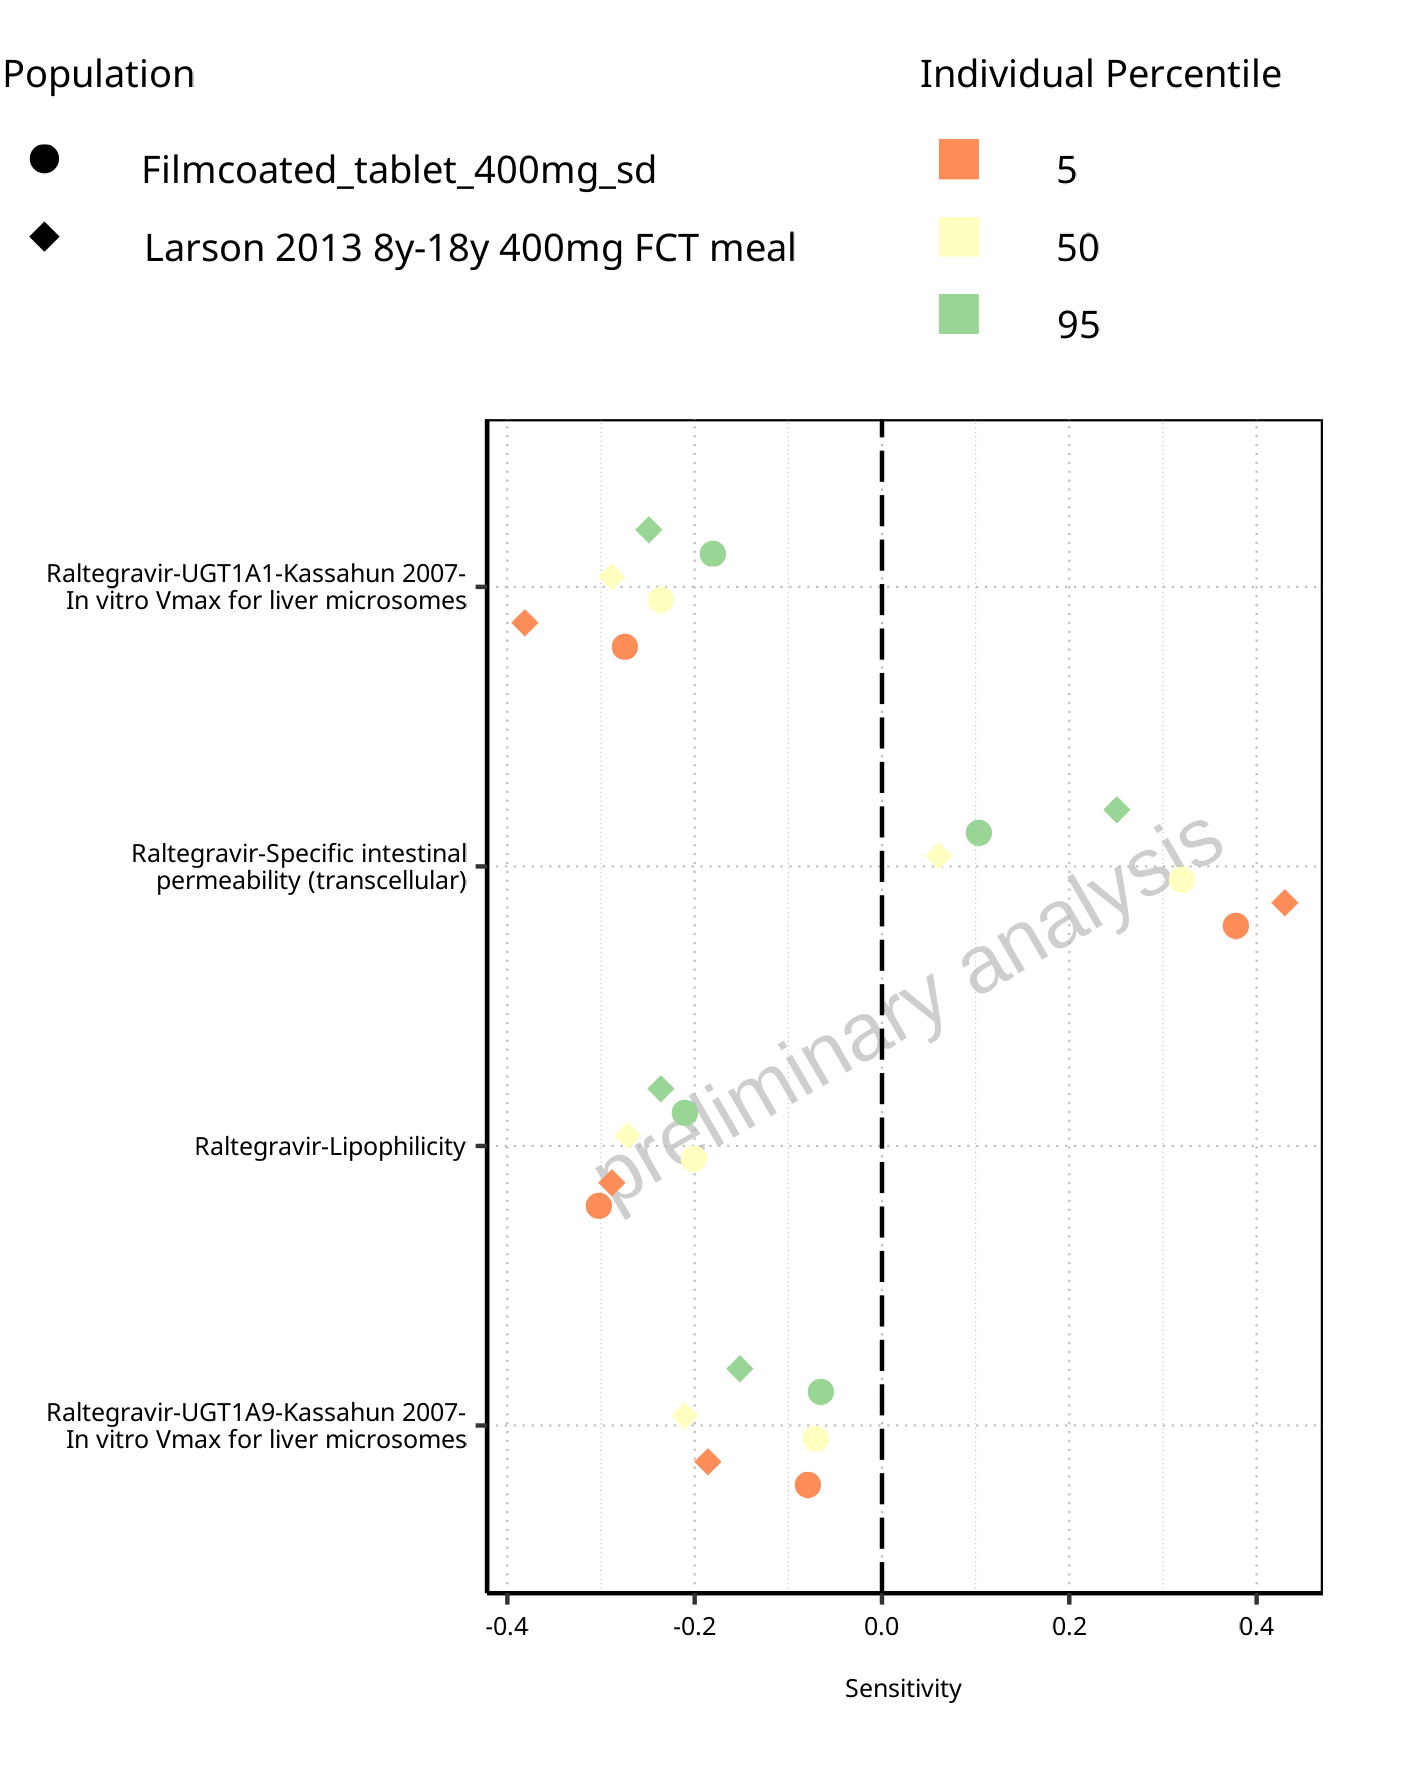 Population
Individual Percentile
Filmcoated_tablet_400mg_sd
5
Larson 2013 8y-18y 400mg FCT meal
50
95
Raltegravir-UGT1A1-Kassahun 2007-
In vitro Vmax for liver microsomes
Raltegravir-Specific intestinal
permeability (transcellular)
preliminary analysis
Raltegravir-Lipophilicity
Raltegravir-UGT1A9-Kassahun 2007-
In vitro Vmax for liver microsomes
-0.4
-0.2
0.0
0.2
0.4
Sensitivity